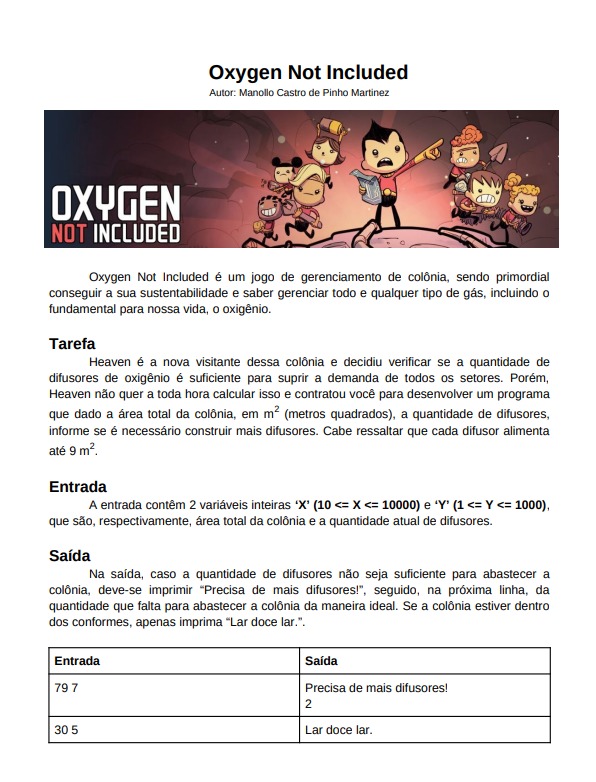 Oxygen Not Included
Autor: Manollo Castro de Pinho Martinez
OXYGEN
NOT INCLUDED
Oxygen Not Included é um jogo de gerenciamento de colônia, sendo primordial
conseguir a sua sustentabilidade e saber gerenciar todo e qualquer tipo de gás, incluindo o
fundamental para nossa vida, o oxigênio.
Tarefa
Heaven é a nova visitante dessa colônia e decidiu verificar se a quantidade de
difusores de oxigênio é suficiente para suprir a demanda de todos os setores. Porém,
Heaven não quer a toda hora calcular isso e contratou você para desenvolver um programa
que dado a área total da colônia, em m² (metros quadrados), a quantidade de difusores,
informe se é necessário construir mais difusores. Cabe ressaltar que cada difusor alimenta
até 9 m².
Entrada
A entrada contêm 2 variáveis inteiras ‘X’ (10 <= X <= 10000) e ‘Y’ (1 <= Y <= 1000),
que são, respectivamente, área total da colônia e a quantidade atual de difusores.
Saída
Na saída, caso a quantidade de difusores não seja suficiente para abastecer a
colônia, deve-se imprimir “Precisa de mais difusores!”, seguido, na próxima linha, da
quantidade que falta para abastecer a colônia da maneira ideal. Se a colônia estiver dentro
dos conformes, apenas imprima “Lar doce lar.”.
Entrada Saída
79 7 Precisa de mais difusores!
2
30 5 Lar doce lar.